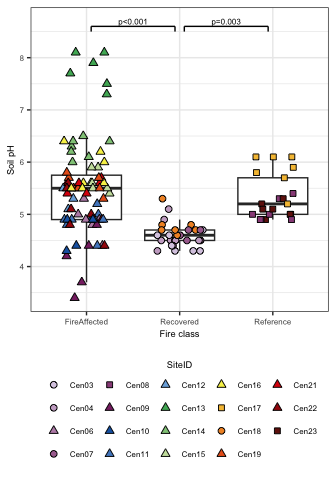 p<0.001 p=0.003
8
7
6
5
4
Soil pH
FireAffected Recovered Reference
Fire class
SiteID
Cen03 Cen08 Cen12 Cen16 Cen21
Cen04 Cen09 Cen13 Cen17 Cen22
Cen06 Cen10 Cen14 Cen18 Cen23
Cen07 Cen11 Cen15 Cen19